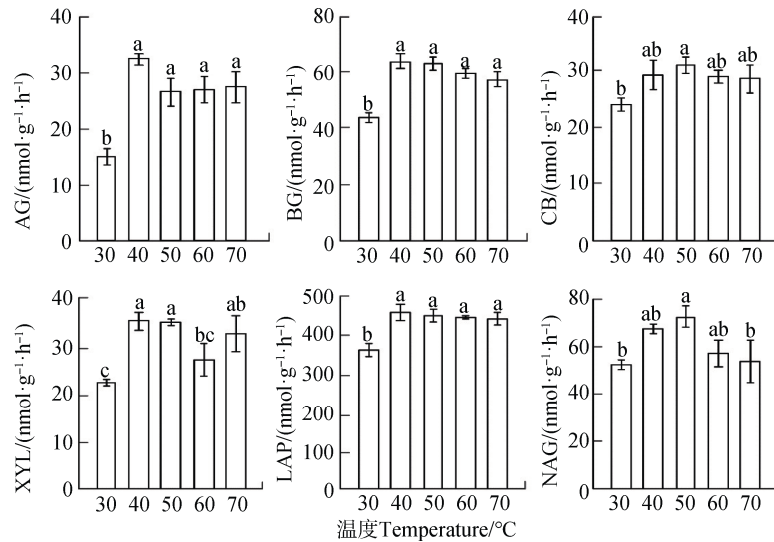 AG/(nmol·g⁻¹·h⁻¹)
40
30
20
10
0
b
a
a
a
a
30 40 50 60 70
BG/(nmol·g⁻¹·h⁻¹)
80
60
40
20
0
b
a
a
a
a
30 40 50 60 70
CB/(nmol·g⁻¹·h⁻¹)
40
30
20
10
0
b
ab
a
ab
ab
30 40 50 60 70
XYL/(nmol·g⁻¹·h⁻¹)
40
30
20
10
0
c
a
a
bc
ab
30 40 50 60 70
LAP/(nmol·g⁻¹·h⁻¹)
500
400
300
200
100
0
b
a
a
a
a
30 40 50 60 70
NAG/(nmol·g⁻¹·h⁻¹)
80
60
40
20
0
b
ab
a
ab
b
30 40 50 60 70
温度Temperature/°C